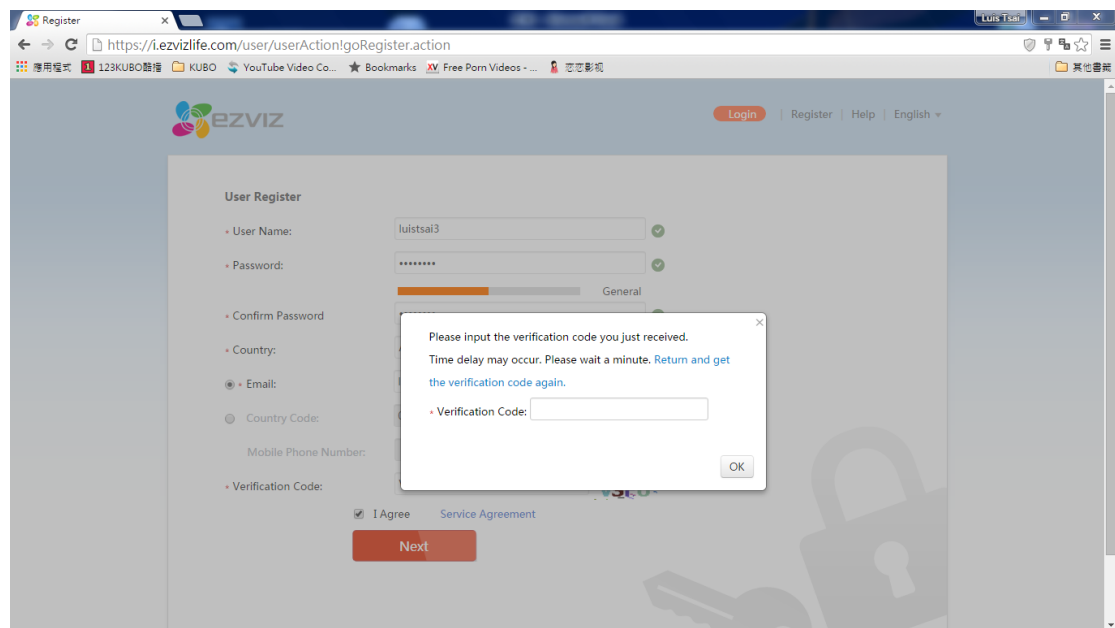 Register
Luis Tsai
https://i.ezvizlife.com/user/userAction!goRegister.action
應用程式 123KUBO酷播 KUBO YouTube Video Co... Bookmarks XV Free Porn Videos - ... 恋恋影视 其他書籤
ezviz Login | Register | Help | English
User Register
* User Name: luistsai3
* Password: ••••••••
General
* Confirm Password
* Country:
* Email:
Country Code:
Mobile Phone Number:
* Verification Code:
Please input the verification code you just received.
Time delay may occur. Please wait a minute. Return and get
the verification code again.
* Verification Code:
OK
I Agree Service Agreement
Next